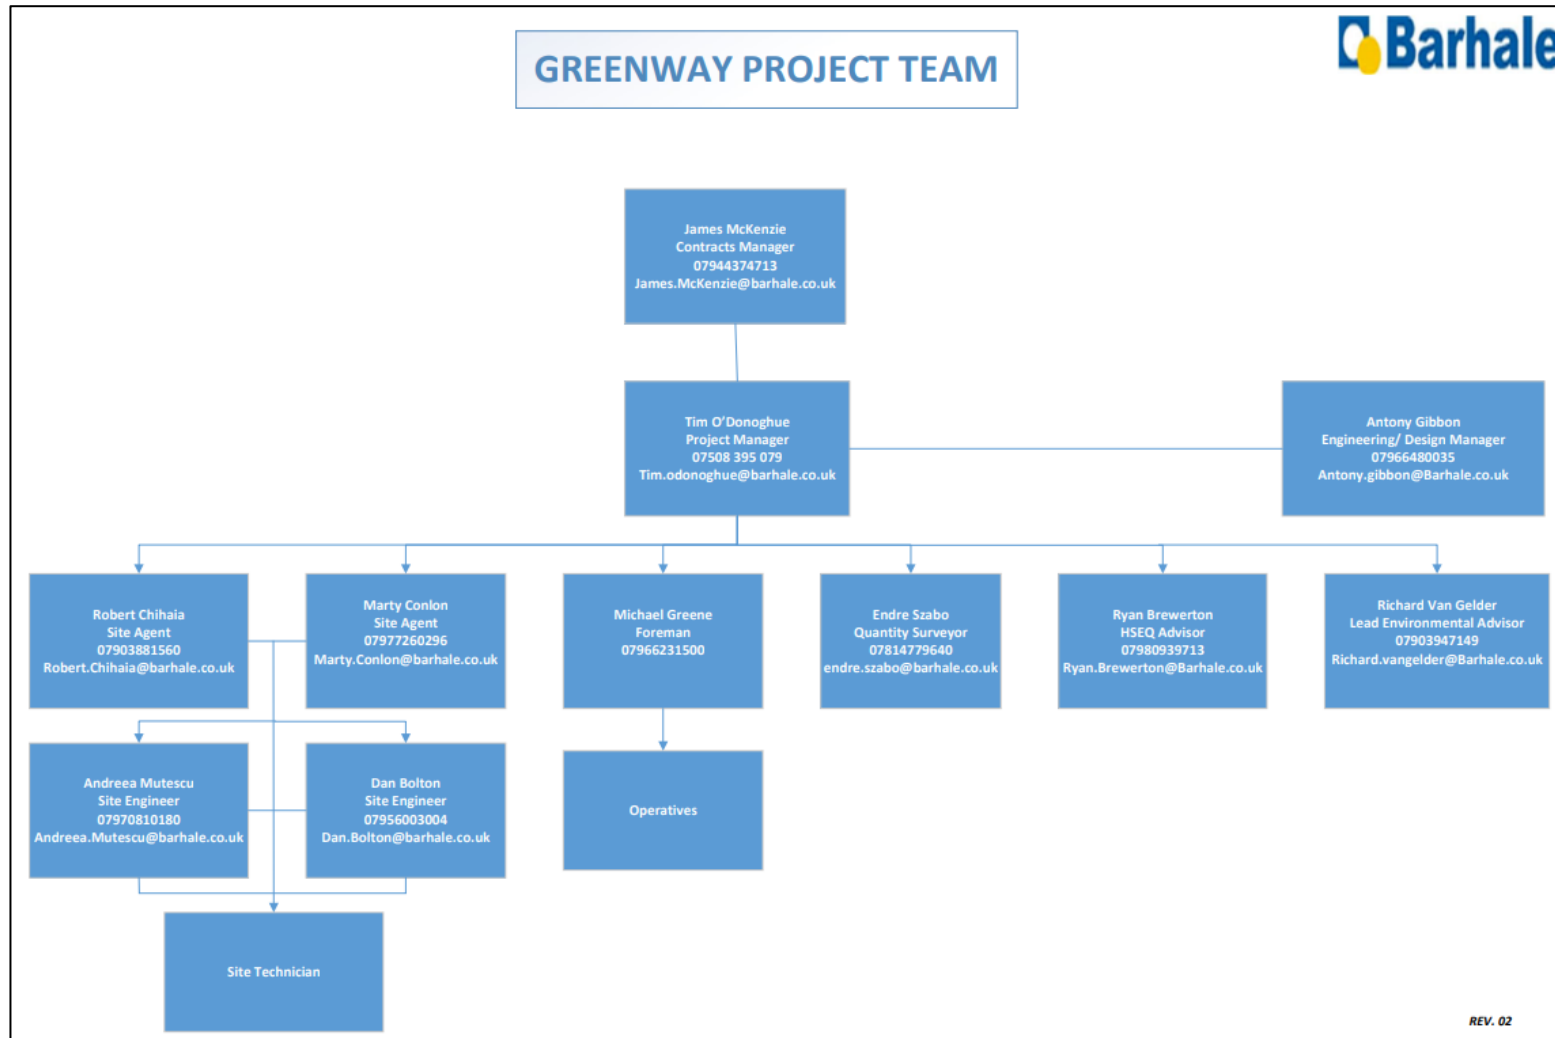 GREENWAY PROJECT TEAM
Barhale
James McKenzie
Contracts Manager
07944374713
James.McKenzie@barhale.co.uk
Tim O’Donoghue
Project Manager
07508 395 079
Tim.odonoghue@barhale.co.uk
Antony Gibbon
Engineering/ Design Manager
07966480035
Antony.gibbon@Barhale.co.uk
Robert Chihaia
Site Agent
07903881560
Robert.Chihaia@barhale.co.uk
Marty Conlon
Site Agent
07977260296
Marty.Conlon@barhale.co.uk
Michael Greene
Foreman
07966231500
Endre Szabo
Quantity Surveyor
07814779640
endre.szabo@barhale.co.uk
Ryan Brewerton
HSEQ Advisor
07980939713
Ryan.Brewerton@Barhale.co.uk
Richard Van Gelder
Lead Environmental Advisor
07903947149
Richard.vangelder@Barhale.co.uk
Andreea Mutescu
Site Engineer
07970810180
Andreea.Mutescu@barhale.co.uk
Dan Bolton
Site Engineer
07956003004
Dan.Bolton@barhale.co.uk
Operatives
Site Technician
REV. 02